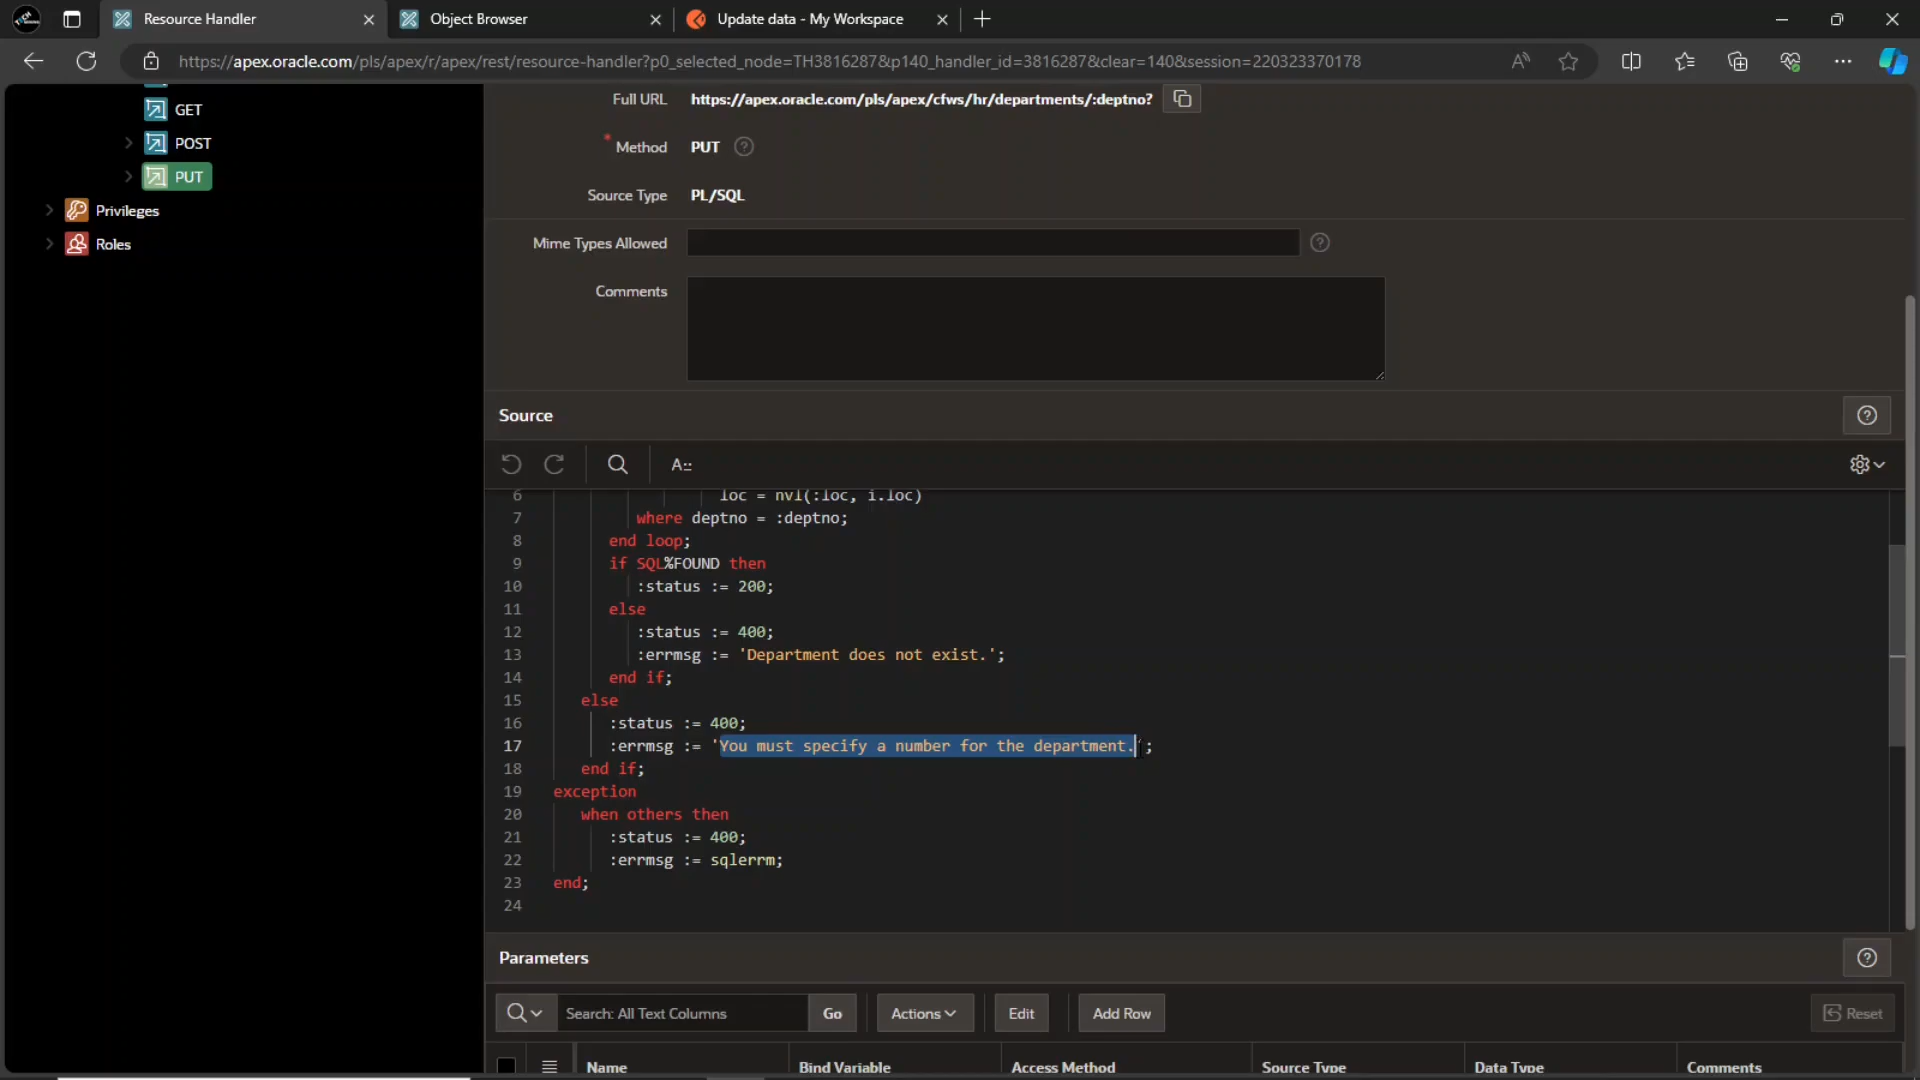 Resource Handler
Object Browser
Update data - My Workspace
https://apex.oracle.com/pls/apex/r/apex/rest/resource-handler?p0_selected_node=TH3816287&p140_handler_id=3816287&clear=140&session=220323370178
GET
POST
PUT
Privileges
Roles
Full URL https://apex.oracle.com/pls/apex/cfws/hr/departments/:deptno?
* Method PUT
Source Type PL/SQL
Mime Types Allowed
Comments
Source
A::
6 loc = nvl(:loc, i.loc)
7 where deptno = :deptno;
8 end loop;
9 if SQL%FOUND then
10 :status := 200;
11 else
12 :status := 400;
13 :errmsg := 'Department does not exist.';
14 end if;
15 else
16 :status := 400;
17 :errmsg := 'You must specify a number for the department.';
18 end if;
19 exception
20 when others then
21 :status := 400;
22 :errmsg := sqlerrm;
23 end;
24
Parameters
Search: All Text Columns Go Actions Edit Add Row Reset
Name Bind Variable Access Method Source Type Data Type Comments